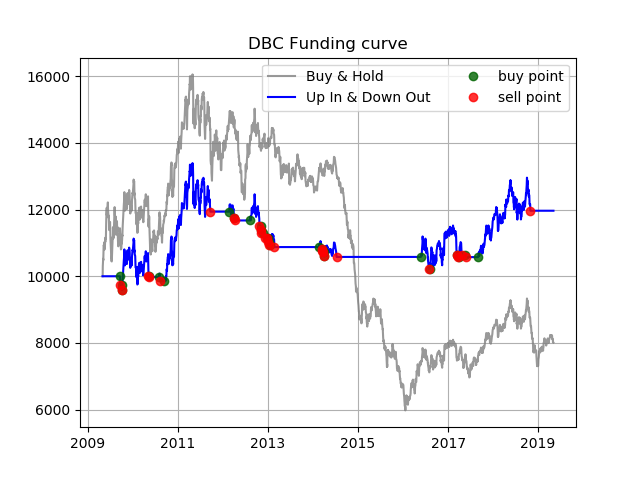 DBC Funding curve
16000
14000
12000
10000
8000
6000
Buy & Hold
Up In & Down Out
buy point
sell point
2009
2011
2013
2015
2017
2019